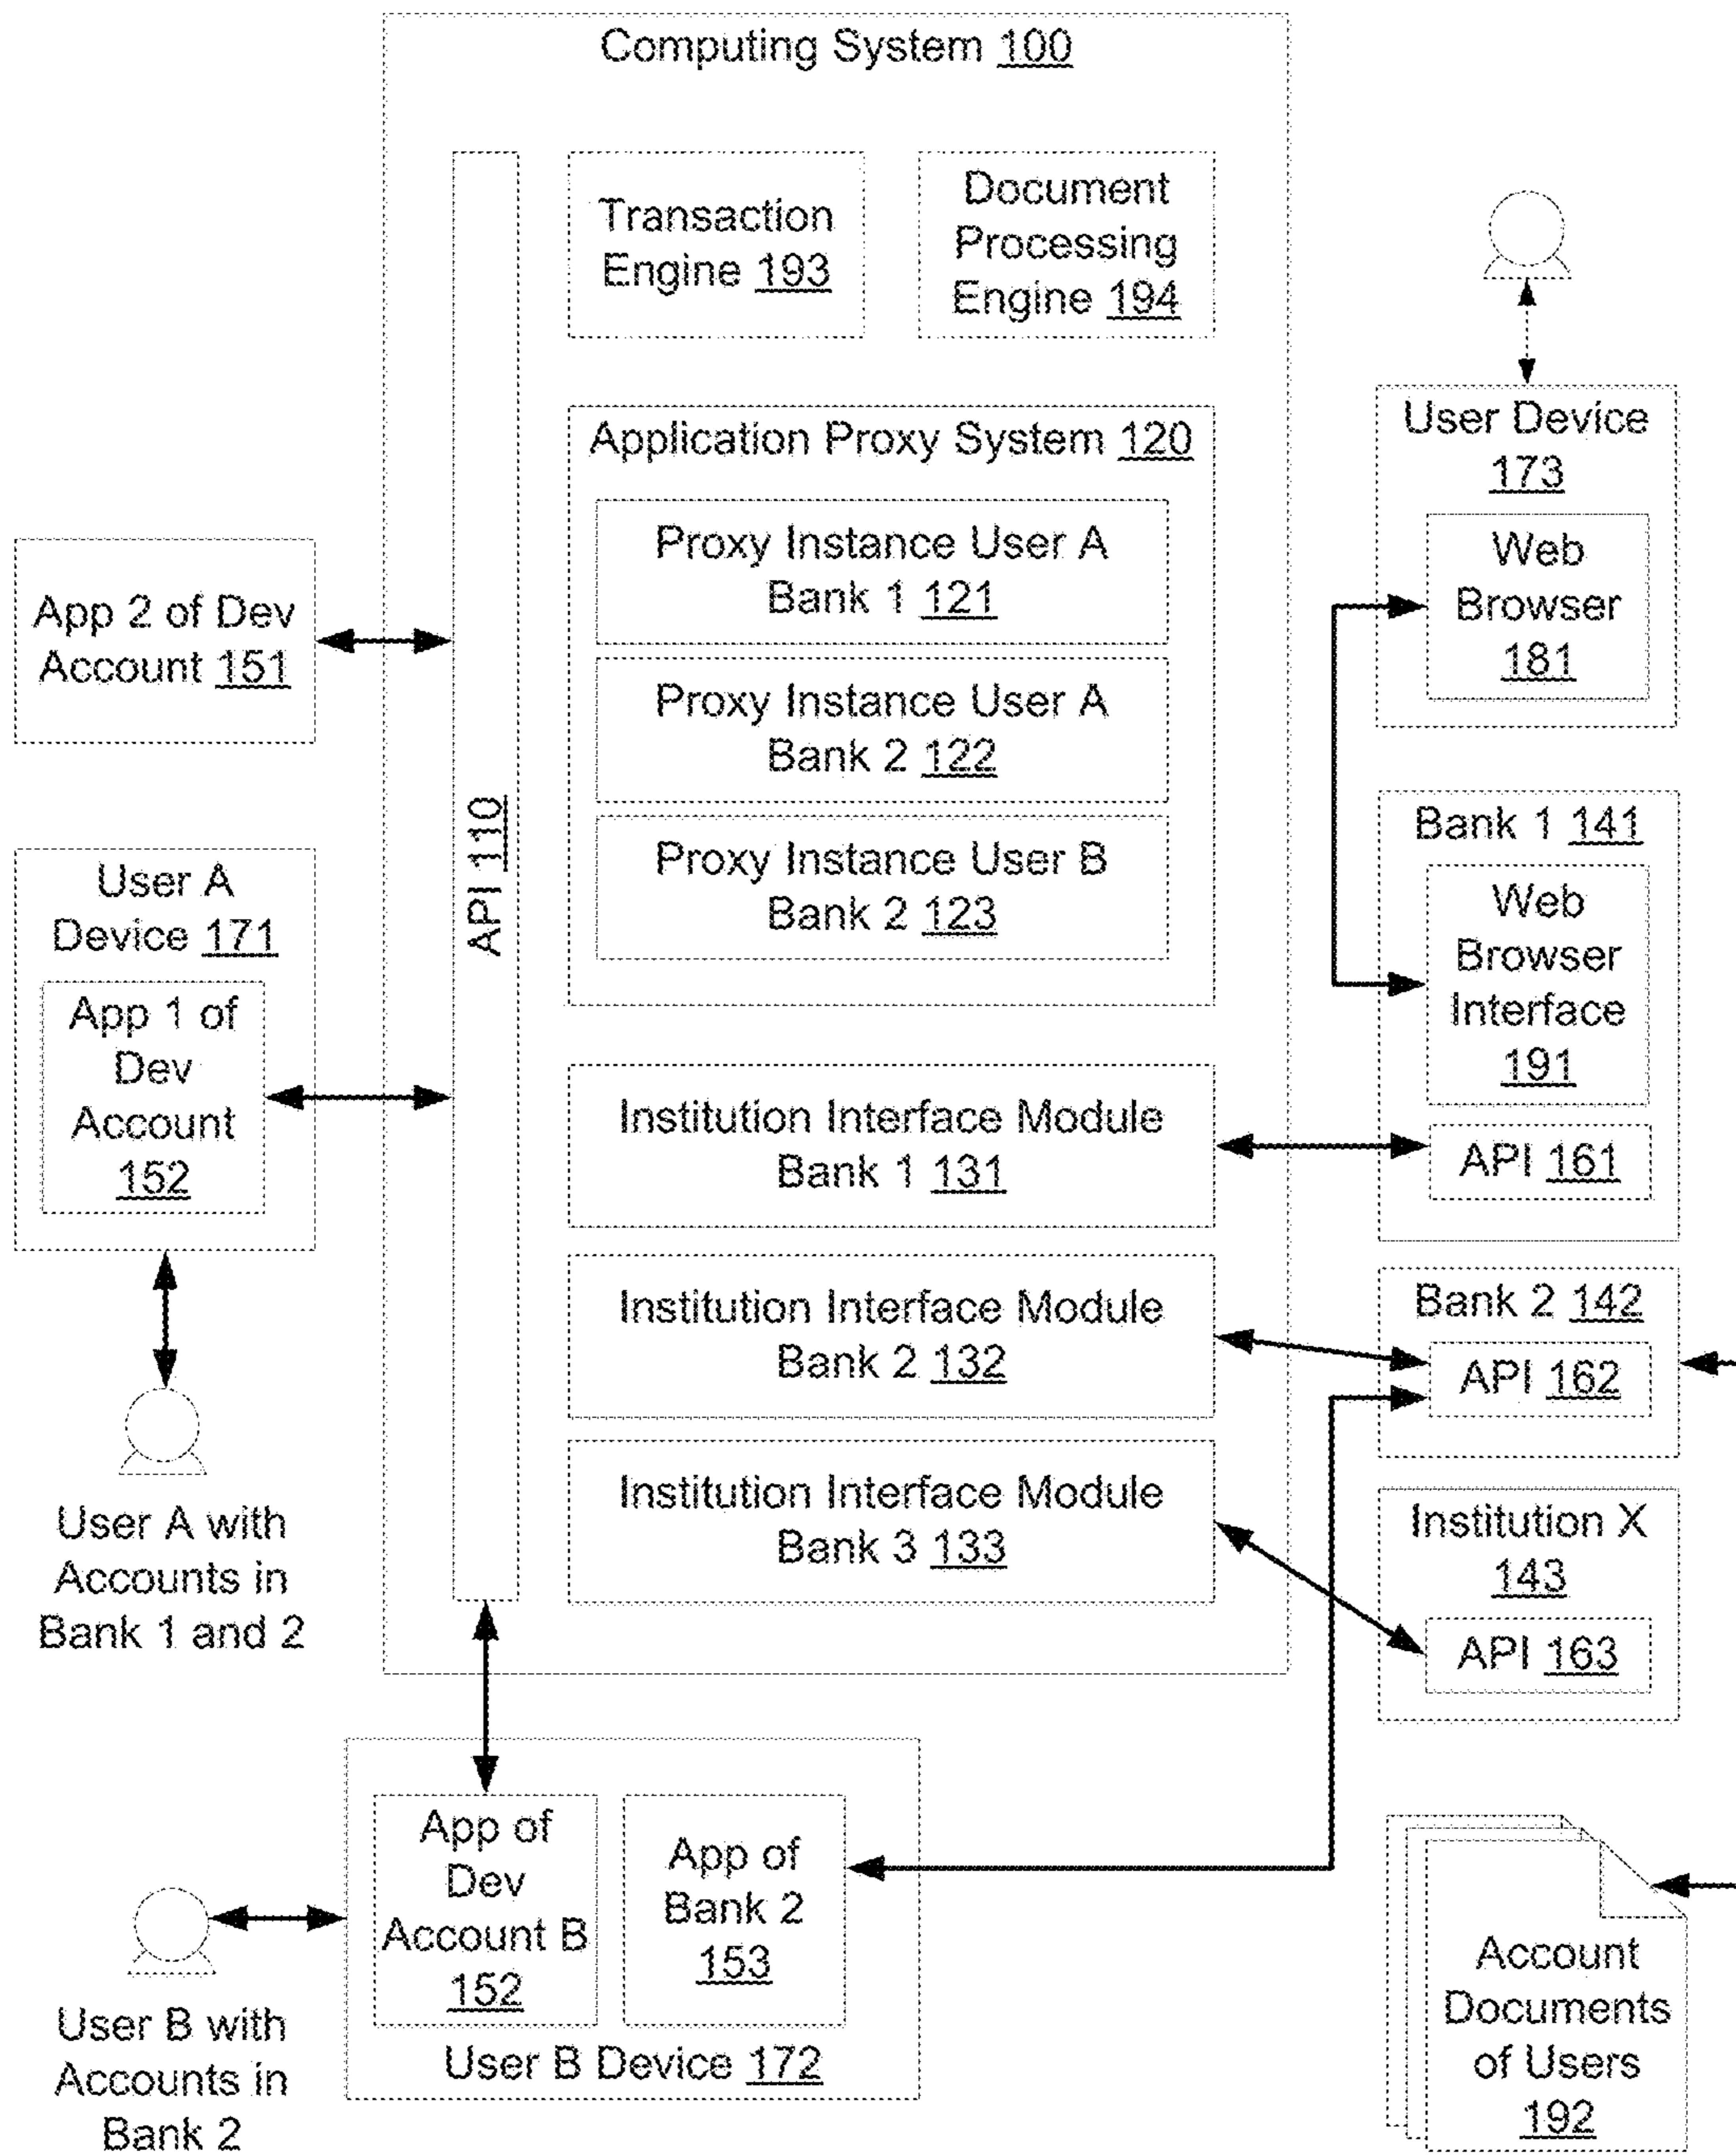 Computing System 100
Transaction
Engine 193
Document
Processing
Engine 194
Application Proxy System 120
Proxy Instance User A
Bank 1 121
Proxy Instance User A
Bank 2 122
Proxy Instance User B
Bank 2 123
API 110
Institution Interface Module
Bank 1 131
Institution Interface Module
Bank 2 132
Institution Interface Module
Bank 3 133
App 2 of Dev
Account 151
User A
Device 171
App 1 of
Dev
Account
152
User A with
Accounts in
Bank 1 and 2
User B with
Accounts in
Bank 2
App of
Dev
Account B
152
App of
Bank 2
153
User B Device 172
User Device
173
Web
Browser
181
Bank 1 141
Web
Browser
Interface
191
API 161
Bank 2 142
API 162
Institution X
143
API 163
Account
Documents
of Users
192